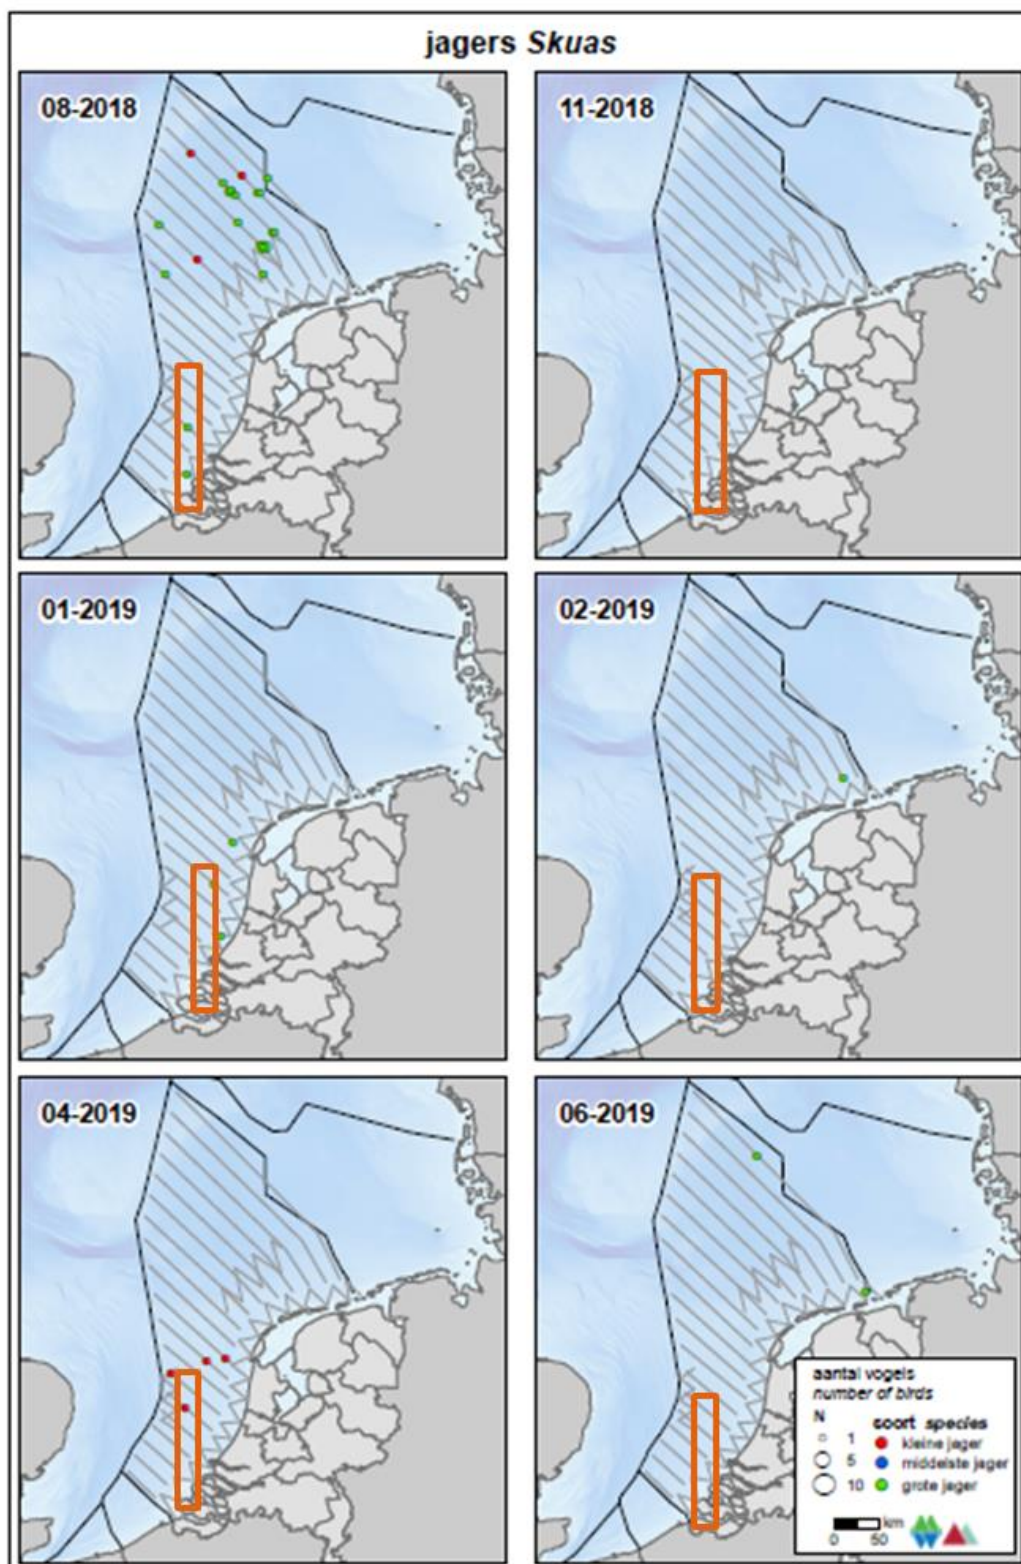 jagers Skuas
08-2018
11-2018
01-2019
02-2019
04-2019
06-2019
aantal vogels
number of birds
N soort species
1 kleine jager
5 middelste jager
10 grote jager
km
0 50